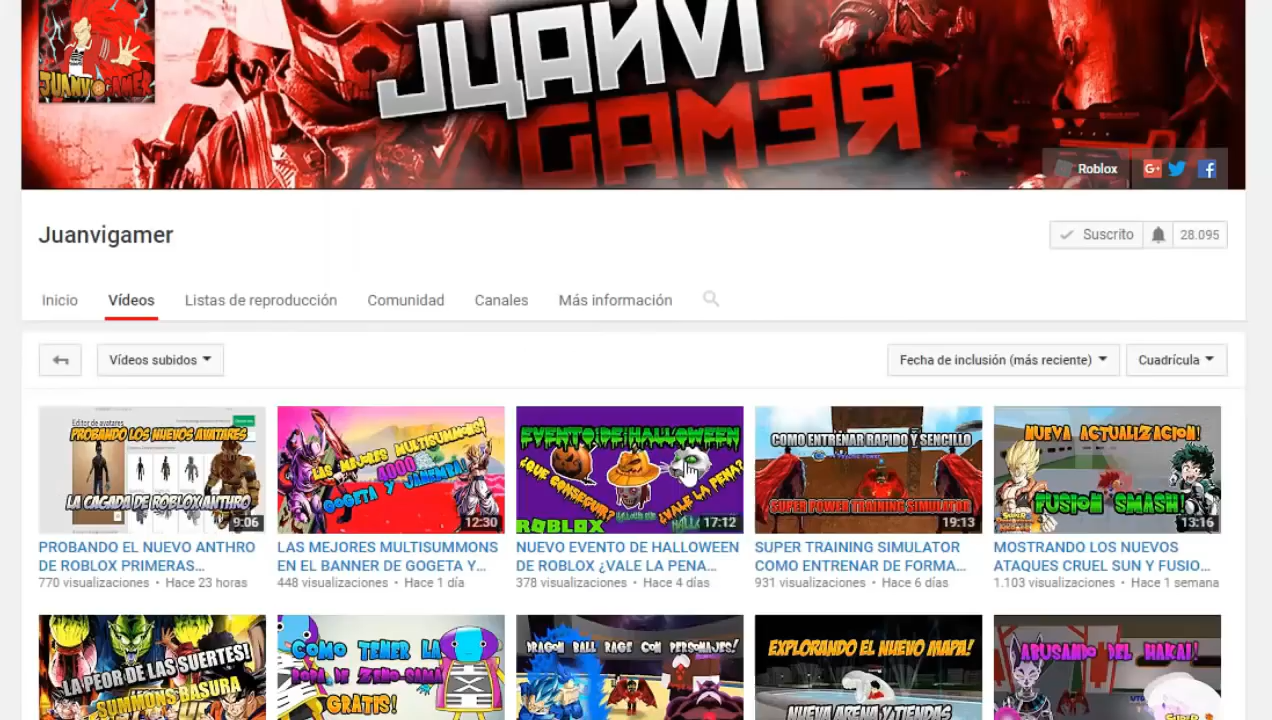 JUANVIGAMER
JUANVI
GAMER
Roblox
Juanvigamer
Suscrito
28.095
Inicio
Vídeos
Listas de reproducción
Comunidad
Canales
Más información
Vídeos subidos
Fecha de inclusión (más reciente)
Cuadrícula
Editor de avatares
PROBANDO LOS NUEVOS AVATARES
LA CAGADA DE ROBLOX ANTHRO
9:06
PROBANDO EL NUEVO ANTHRO
DE ROBLOX PRIMERAS...
770 visualizaciones • Hace 23 horas
LAS MEJORES MULTISUMMONS!
GOGETA Y JANEMBA!
12:30
LAS MEJORES MULTISUMMONS
EN EL BANNER DE GOGETA Y...
448 visualizaciones • Hace 1 día
EVENTO DE HALLOWEEN
¿QUE CONSEGUIR?
¿VALE LA PENA?
ROBLOX
17:12
NUEVO EVENTO DE HALLOWEEN
DE ROBLOX ¿VALE LA PENA...
378 visualizaciones • Hace 4 días
COMO ENTRENAR RAPIDO Y SENCILLO
SUPER POWER TRAINING SIMULATOR
19:13
SUPER TRAINING SIMULATOR
COMO ENTRENAR DE FORMA...
931 visualizaciones • Hace 6 días
NUEVA ACTUALIZACION!
FUSION SMASH!
13:16
MOSTRANDO LOS NUEVOS
ATAQUES CRUEL SUN Y FUSIO...
1.103 visualizaciones • Hace 1 semana
LA PEOR DE LAS SUERTES!
SUMMONS BASURA
COMO TENER LA
ROPA DE ZENO-SAMA
GRATIS!
DRAGON BALL RAGE CON PERSONAJES!
EXPLORANDO EL NUEVO MAPA!
NUEVA ARENA Y TIENDAS
ABUSANDO DEL HAKAI!